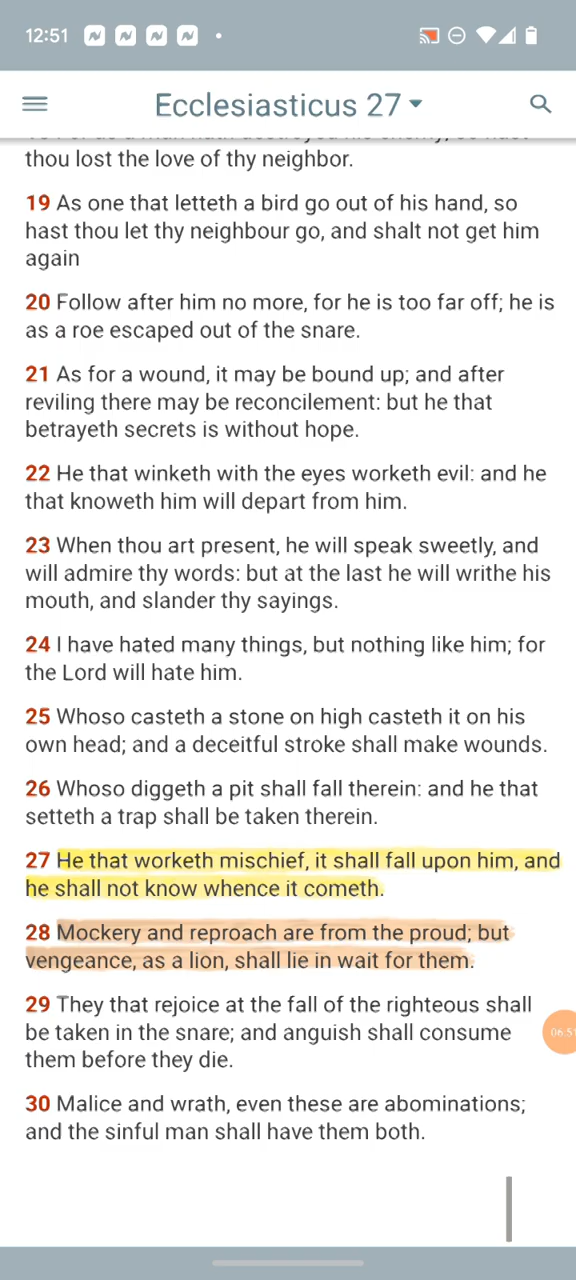 12:51
Ecclesiasticus 27
thou lost the love of thy neighbor.
19 As one that letteth a bird go out of his hand, so
hast thou let thy neighbour go, and shalt not get him
again
20 Follow after him no more, for he is too far off; he is
as a roe escaped out of the snare.
21 As for a wound, it may be bound up; and after
reviling there may be reconcilement: but he that
betrayeth secrets is without hope.
22 He that winketh with the eyes worketh evil: and he
that knoweth him will depart from him.
23 When thou art present, he will speak sweetly, and
will admire thy words: but at the last he will writhe his
mouth, and slander thy sayings.
24 I have hated many things, but nothing like him; for
the Lord will hate him.
25 Whoso casteth a stone on high casteth it on his
own head; and a deceitful stroke shall make wounds.
26 Whoso diggeth a pit shall fall therein: and he that
setteth a trap shall be taken therein.
27 He that worketh mischief, it shall fall upon him, and
he shall not know whence it cometh.
28 Mockery and reproach are from the proud; but
vengeance, as a lion, shall lie in wait for them.
29 They that rejoice at the fall of the righteous shall
be taken in the snare; and anguish shall consume
them before they die.
06:51
30 Malice and wrath, even these are abominations;
and the sinful man shall have them both.